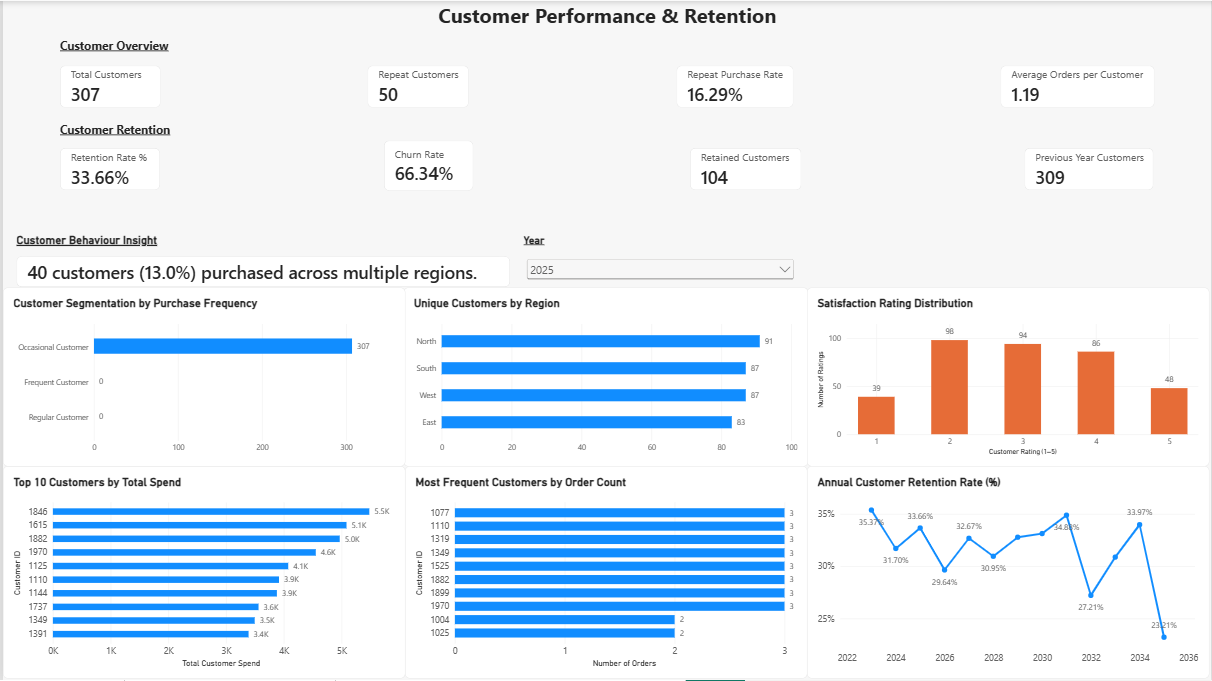 Customer Performance & Retention
Customer Overview
Total Customers
307
Repeat Customers
50
Repeat Purchase Rate
16.29%
Average Orders per Customer
1.19
Customer Retention
Retention Rate %
33.66%
Churn Rate
66.34%
Retained Customers
104
Previous Year Customers
309
Customer Behaviour Insight
40 customers (13.0%) purchased across multiple regions.
Year
2025
Customer Segmentation by Purchase Frequency
Occasional Customer 307
Frequent Customer 0
Regular Customer 0
0 100 200 300
Unique Customers by Region
North 91
South 87
West 87
East 83
0 20 40 60 80 100
Satisfaction Rating Distribution
Number of Ratings
100
50
0
39 98 94 86 48
1 2 3 4 5
Customer Rating (1–5)
Top 10 Customers by Total Spend
Customer ID
1846 5.5K
1615 5.1K
1882 5.0K
1970 4.6K
1125 4.1K
1110 3.9K
1144 3.9K
1737 3.6K
1349 3.5K
1391 3.4K
0K 1K 2K 3K 4K 5K
Total Customer Spend
Most Frequent Customers by Order Count
Customer ID
1077 3
1110 3
1319 3
1349 3
1525 3
1882 3
1899 3
1970 3
1004 2
1025 2
0 1 2 3
Number of Orders
Annual Customer Retention Rate (%)
35%
30%
25%
35.37%
31.70%
33.66%
29.64%
32.67%
30.95%
34.88%
27.21%
33.97%
23.21%
2022 2024 2026 2028 2030 2032 2034 2036